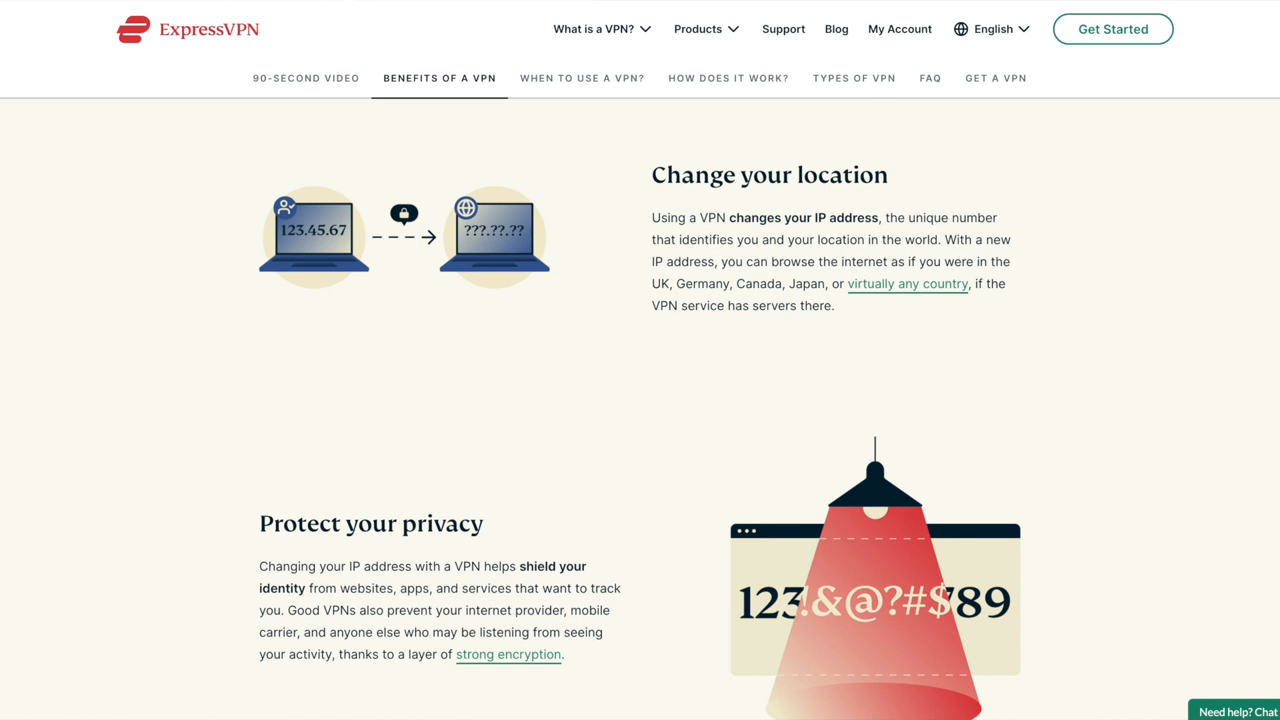 ExpressVPN
What is a VPN? Products Support Blog My Account English Get Started
90-SECOND VIDEO BENEFITS OF A VPN WHEN TO USE A VPN? HOW DOES IT WORK? TYPES OF VPN FAQ GET A VPN
123.45.67
???.??.??
Change your location
Using a VPN changes your IP address, the unique number
that identifies you and your location in the world. With a new
IP address, you can browse the internet as if you were in the
UK, Germany, Canada, Japan, or virtually any country, if the
VPN service has servers there.
Protect your privacy
Changing your IP address with a VPN helps shield your
identity from websites, apps, and services that want to track
you. Good VPNs also prevent your internet provider, mobile
carrier, and anyone else who may be listening from seeing
your activity, thanks to a layer of strong encryption.
123!&@?#$789
Need help? Chat